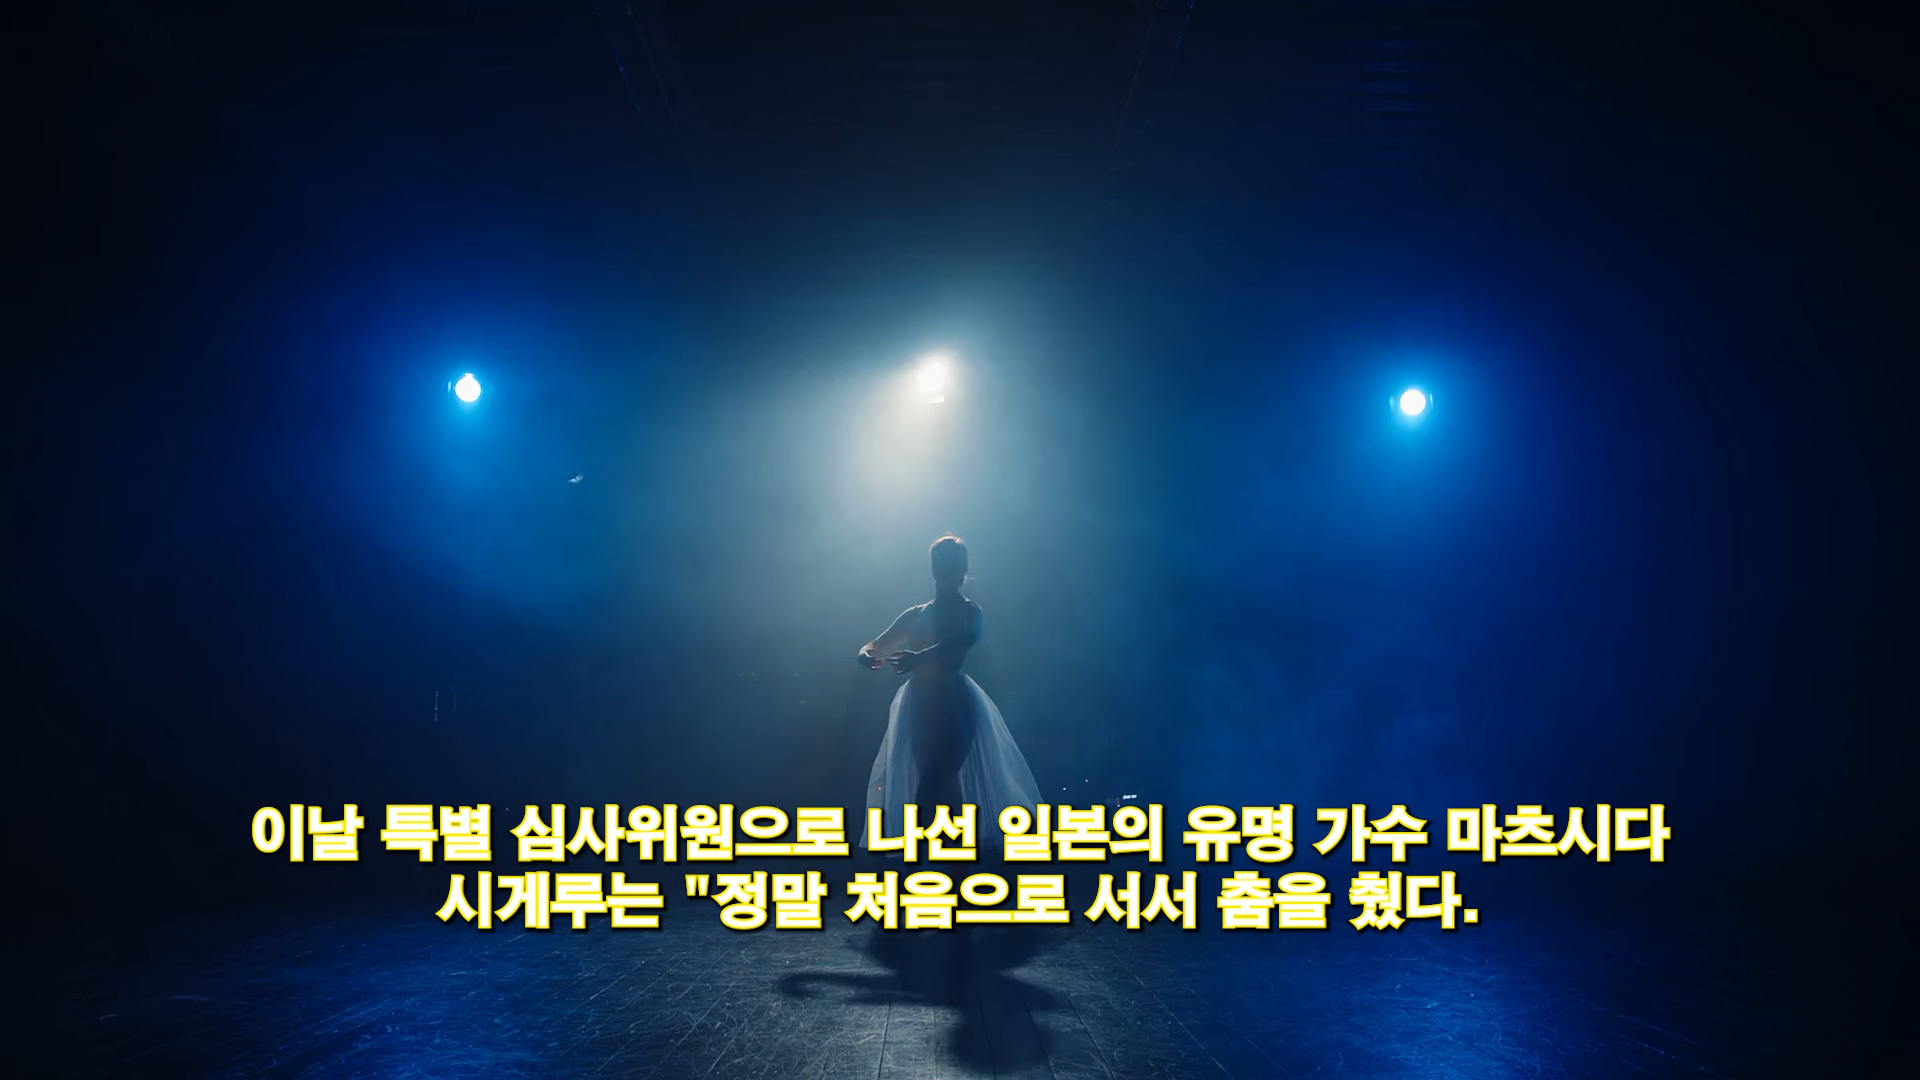 이날 특별 심사위원으로 나선 일본의 유명 가수 마츠시다
시게루는 "정말 처음으로 서서 춤을 췄다.